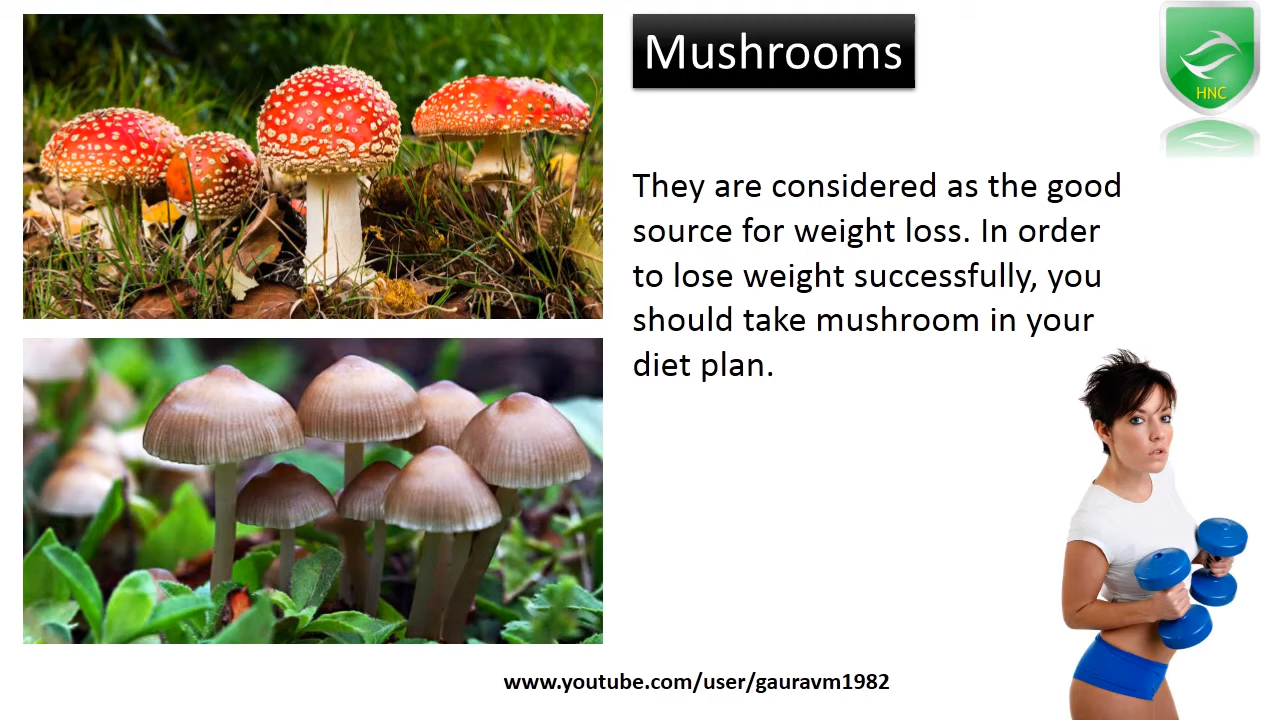 Mushrooms
HNC
They are considered as the good
source for weight loss. In order
to lose weight successfully, you
should take mushroom in your
diet plan.
www.youtube.com/user/gauravm1982